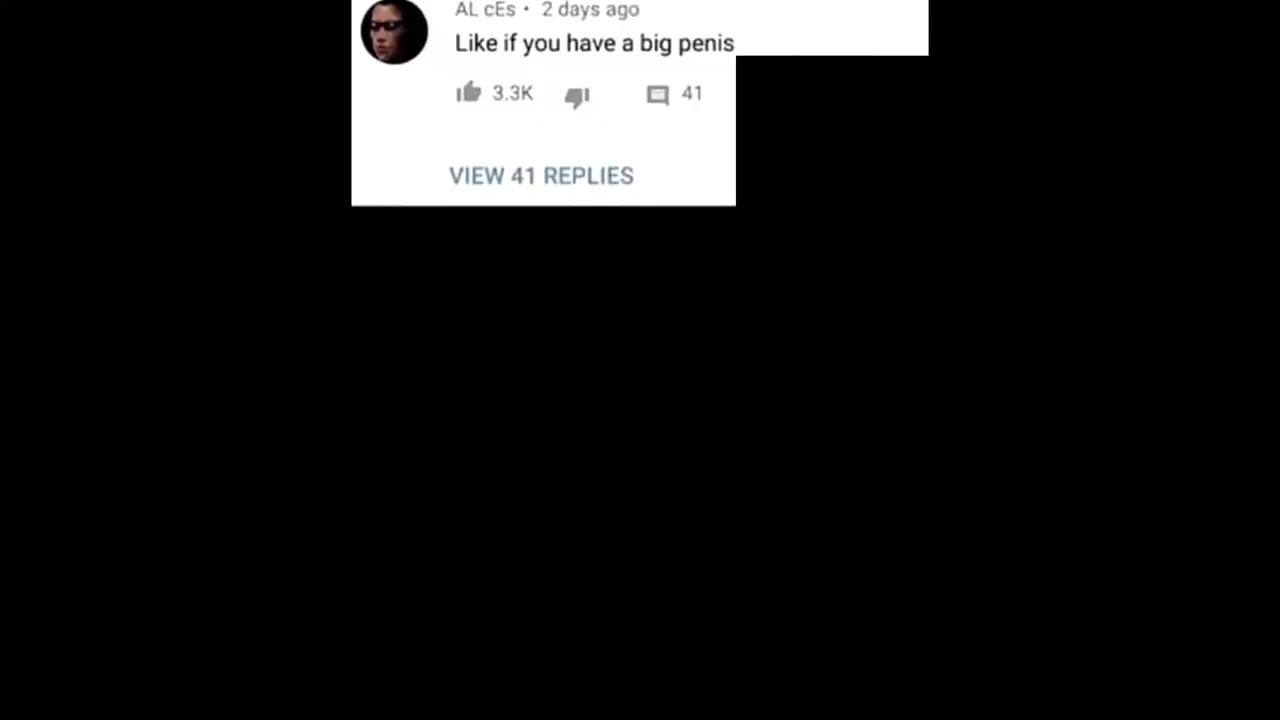 AL cEs • 2 days ago
Like if you have a big penis
3.3K 41
VIEW 41 REPLIES